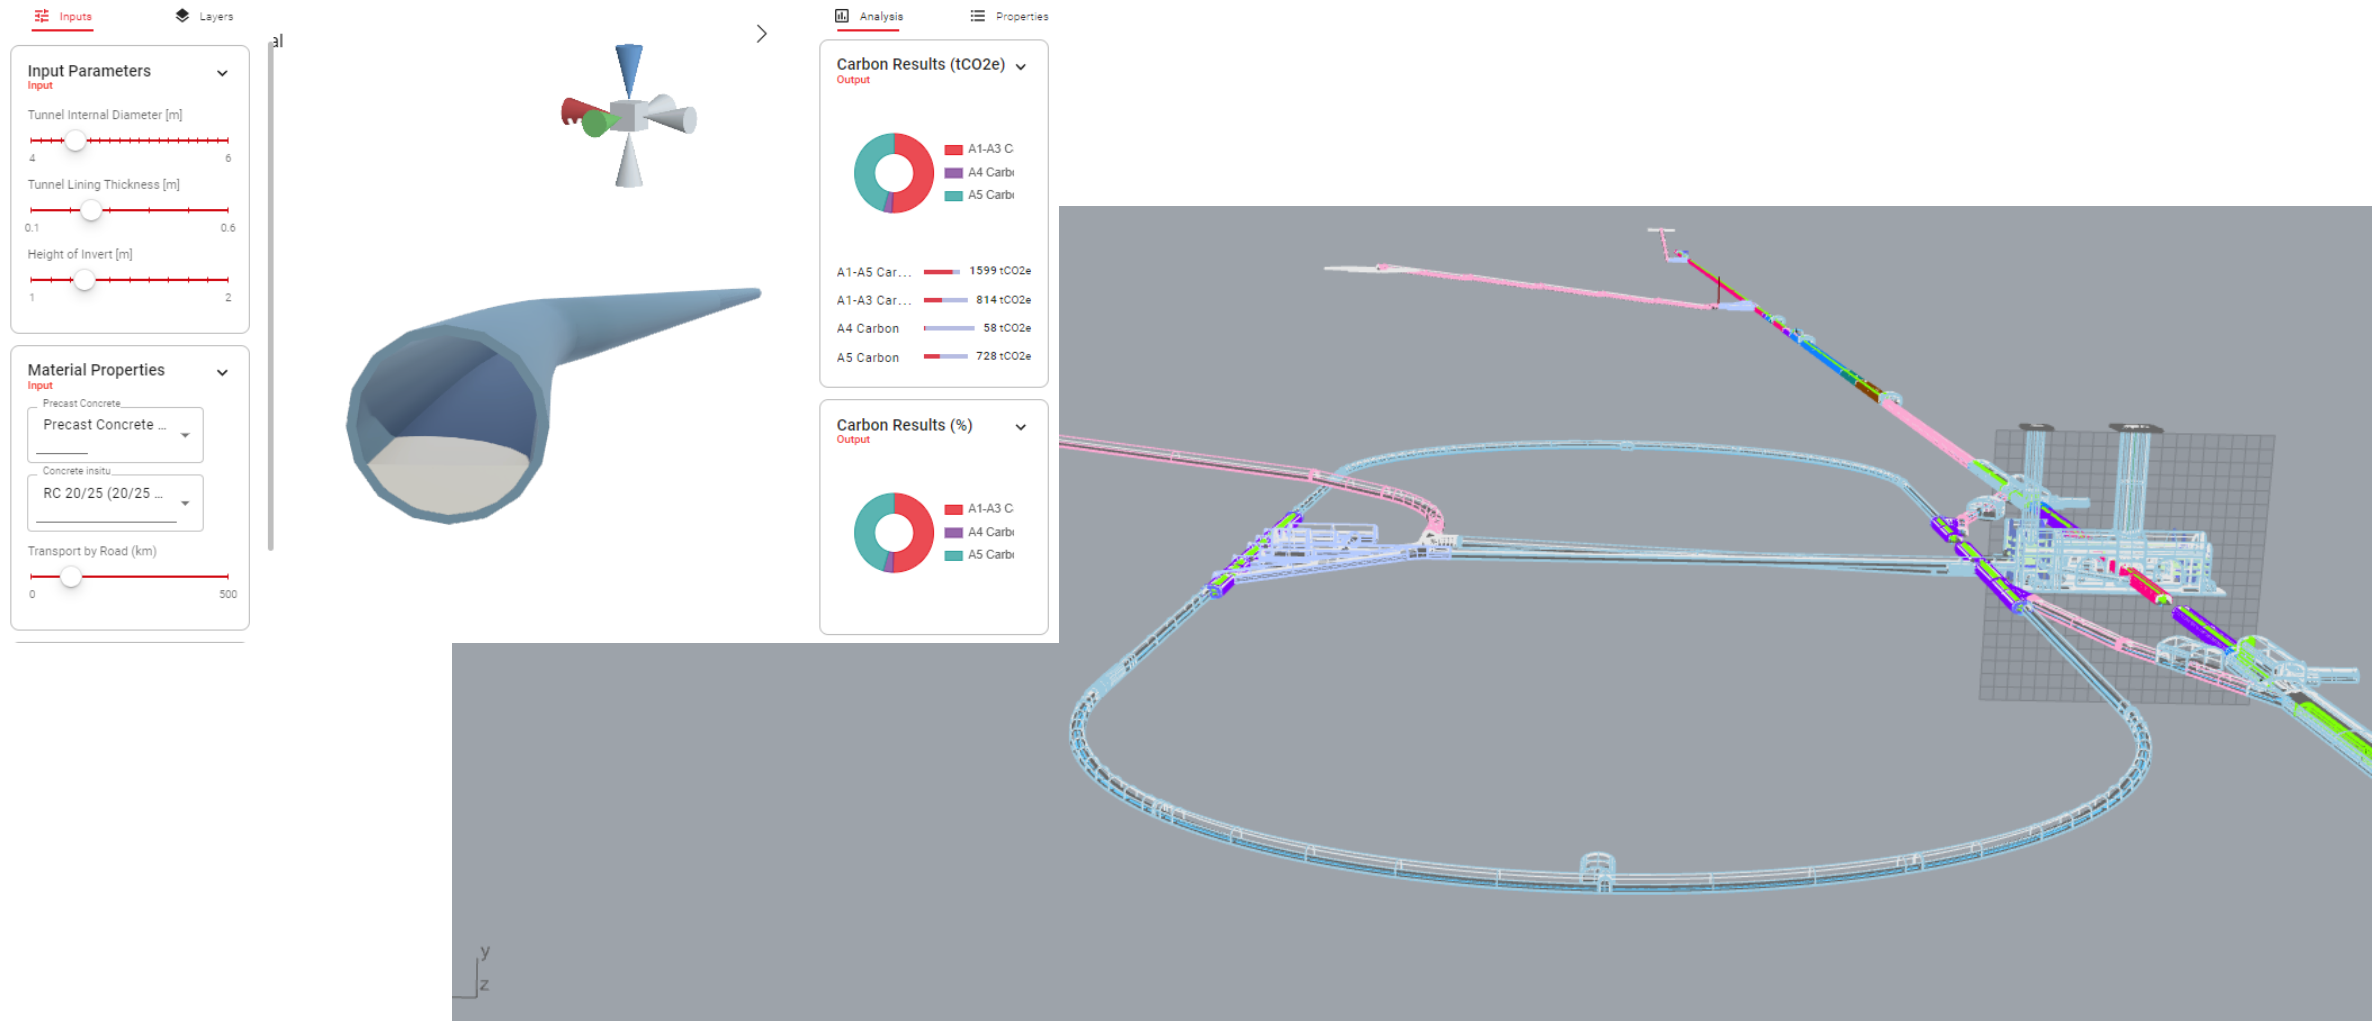 Inputs
Layers
al
Input Parameters
Input
Tunnel Internal Diameter [m]
4 6
Tunnel Lining Thickness [m]
0.1 0.6
Height of Invert [m]
1 2
Material Properties
Input
Precast Concrete
Precast Concrete ...
Concrete insitu
RC 20/25 (20/25 ...
Transport by Road (km)
0 500
Analysis
Properties
Carbon Results (tCO2e)
Output
A1-A3 C
A4 Carb
A5 Carb
A1-A5 Car... 1599 tCO2e
A1-A3 Car... 814 tCO2e
A4 Carbon 58 tCO2e
A5 Carbon 728 tCO2e
Carbon Results (%)
Output
A1-A3 C
A4 Carb
A5 Carb
y
z